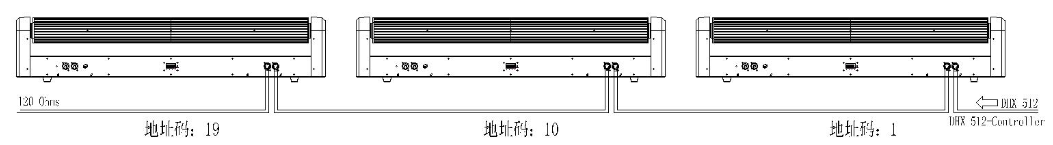 120 Ohms
DMX 512
DMX 512-Controller
地址码：19
地址码：10
地址码：1